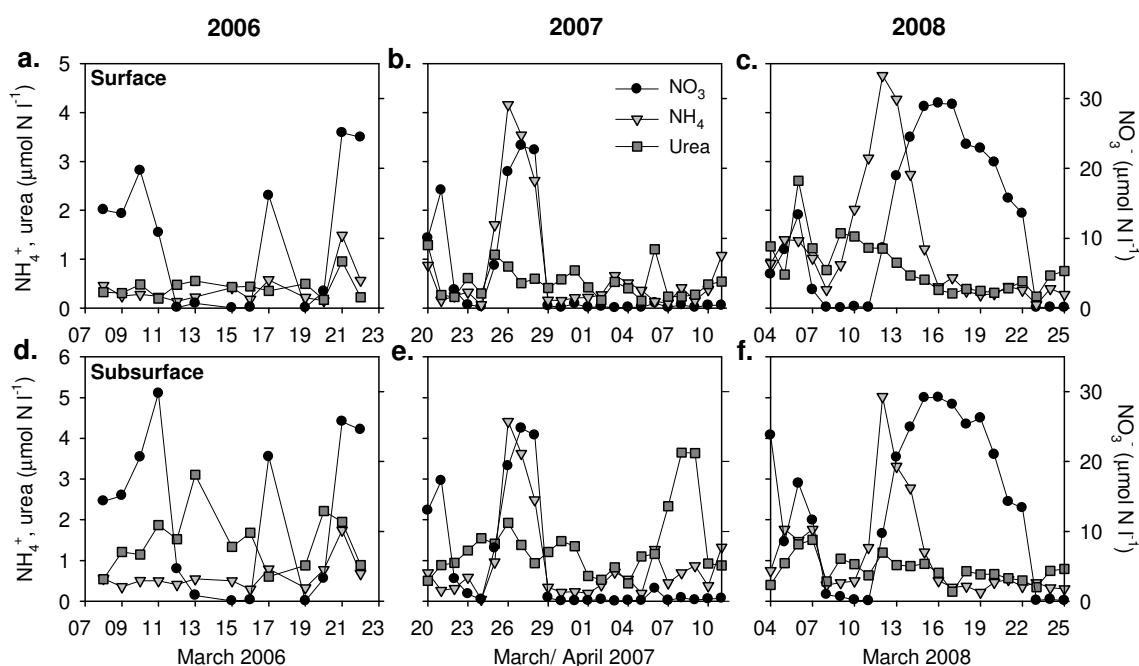 2006 2007 2008
a. b. c.
Surface
NO3
NH4
Urea
5
4
3
2
1
0
NH4+, urea (µmol N l-1)
30
20
10
0
NO3- (µmol N l-1)
07 09 11 13 15 17 19 21 23
20 23 26 29 01 04 07 10
04 07 10 13 16 19 22 25
d. e. f.
Subsurface
6
5
4
3
2
1
0
NH4+, urea (µmol N l-1)
30
20
10
0
NO3- (µmol N l-1)
07 09 11 13 15 17 19 21 23
20 23 26 29 01 04 07 10
04 07 10 13 16 19 22 25
March 2006 March/ April 2007 March 2008